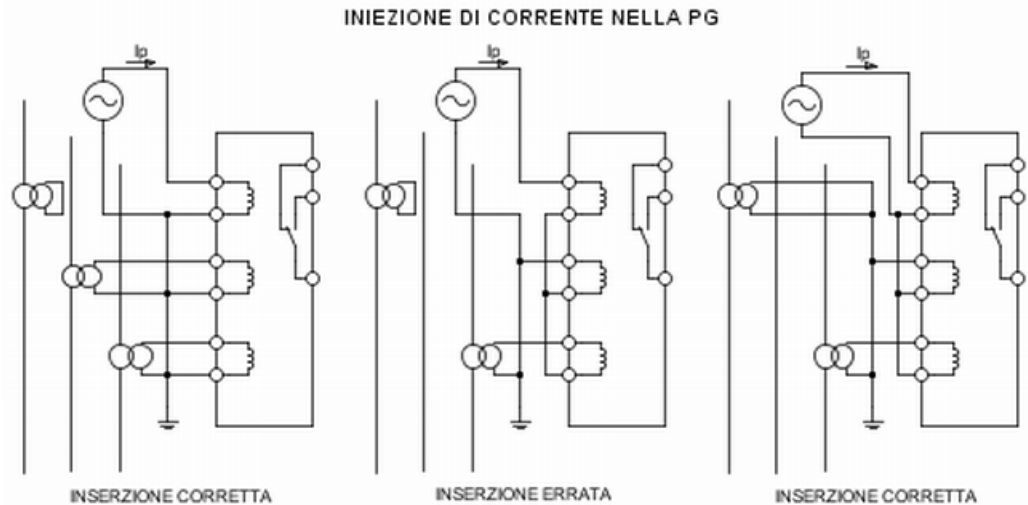 INIEZIONE DI CORRENTE NELLA PG
Ip
Ip
Ip
INSERZIONE CORRETTA
INSERZIONE ERRATA
INSERZIONE CORRETTA